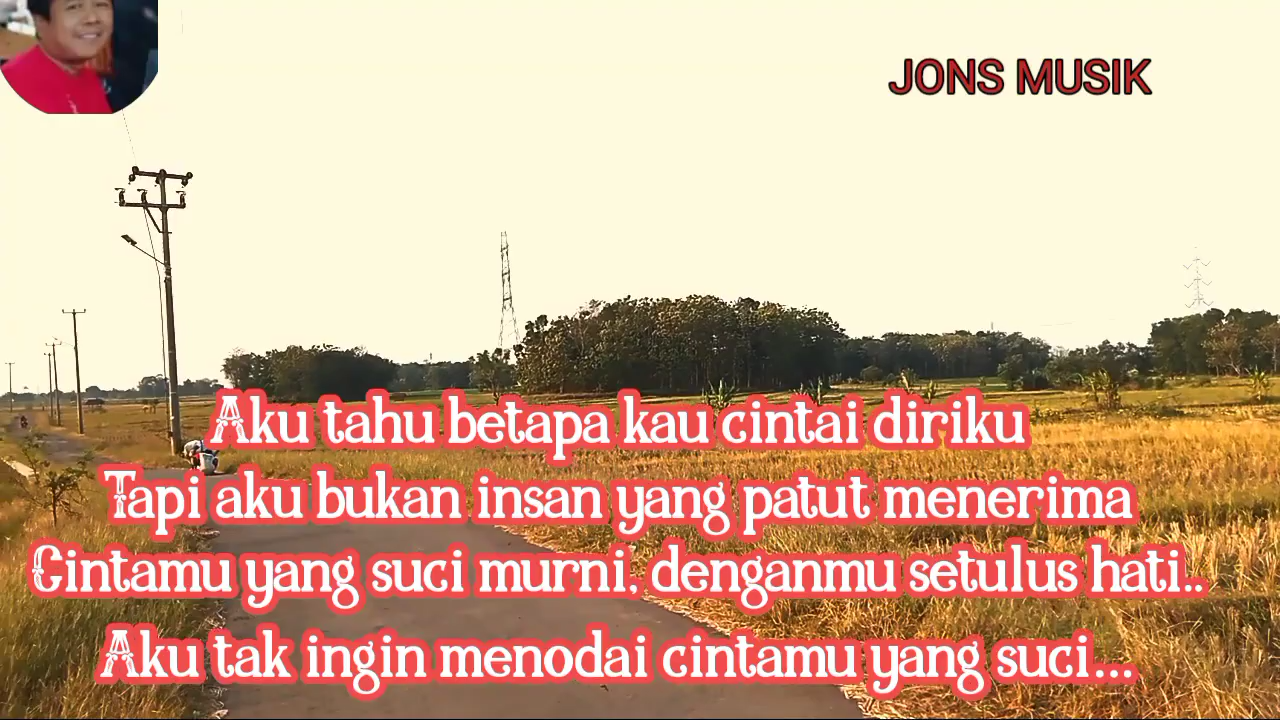 JONS MUSIK
Aku tahu betapa kau cintai diriku
Tapi aku bukan insan yang patut menerima
Cintamu yang suci murni, denganmu setulus hati..
Aku tak ingin menodai cintamu yang suci...